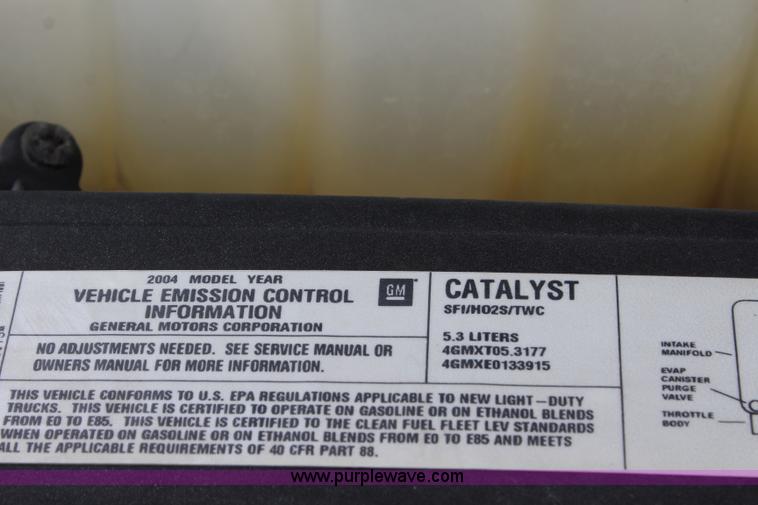 2004 MODEL YEAR
VEHICLE EMISSION CONTROL
INFORMATION
GENERAL MOTORS CORPORATION
GM
NO ADJUSTMENTS NEEDED. SEE SERVICE MANUAL OR
OWNERS MANUAL FOR MORE INFORMATION.
CATALYST
SFI/HO2S/TWC
5.3 LITERS
4GMXT05.3177
4GMXE0133915
THIS VEHICLE CONFORMS TO U.S. EPA REGULATIONS APPLICABLE TO NEW LIGHT-DUTY
TRUCKS. THIS VEHICLE IS CERTIFIED TO OPERATE ON GASOLINE OR ON ETHANOL BLENDS
FROM E0 TO E85. THIS VEHICLE IS CERTIFIED TO THE CLEAN FUEL FLEET LEV STANDARDS
WHEN OPERATED ON GASOLINE OR ON ETHANOL BLENDS FROM E0 TO E85 AND MEETS
ALL THE APPLICABLE REQUIREMENTS OF 40 CFR PART 88.
INTAKE
MANIFOLD
EVAP
CANISTER
PURGE
VALVE
THROTTLE
BODY
www.purplewave.com